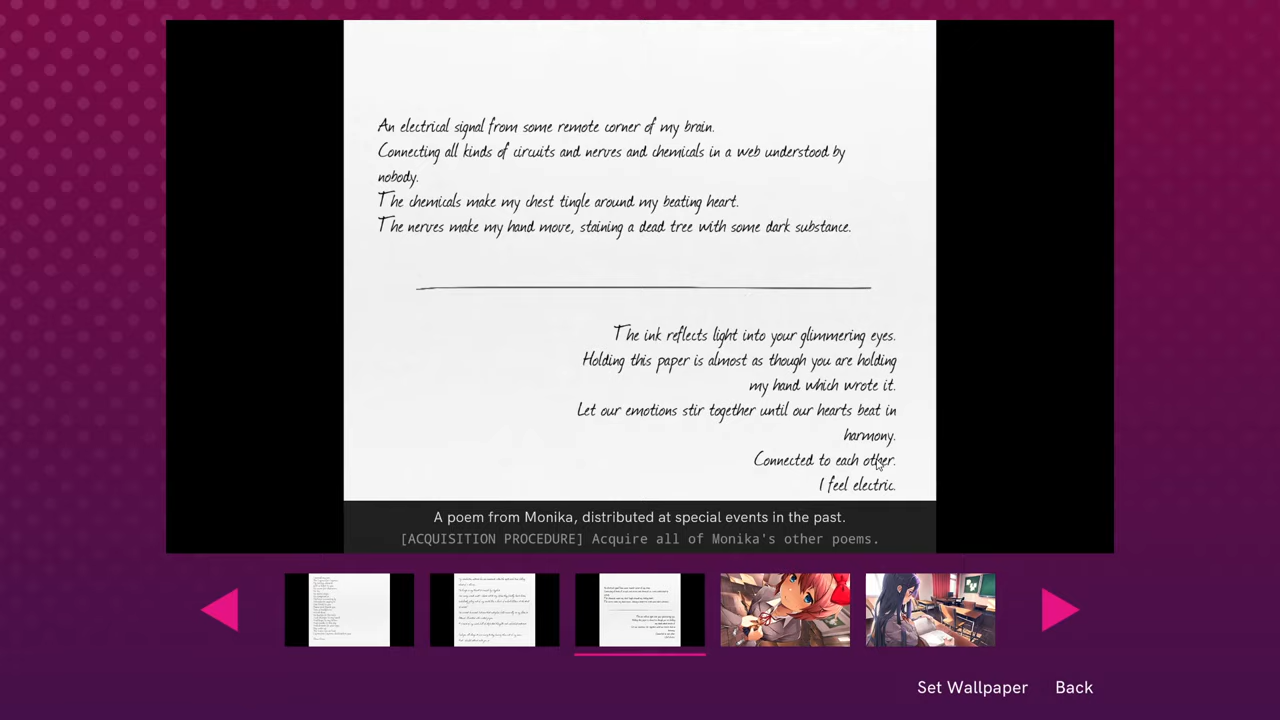 An electrical signal from some remote corner of my brain.
Connecting all kinds of circuits and nerves and chemicals in a web understood by
nobody.
The chemicals make my chest tingle around my beating heart.
The nerves make my hand move, staining a dead tree with some dark substance.
The ink reflects light into your glimmering eyes.
Holding this paper is almost as though you are holding
my hand which wrote it.
Let our emotions stir together until our hearts beat in
harmony.
Connected to each other.
I feel electric.
A poem from Monika, distributed at special events in the past.
[ACQUISITION PROCEDURE] Acquire all of Monika's other poems.
Set Wallpaper
Back